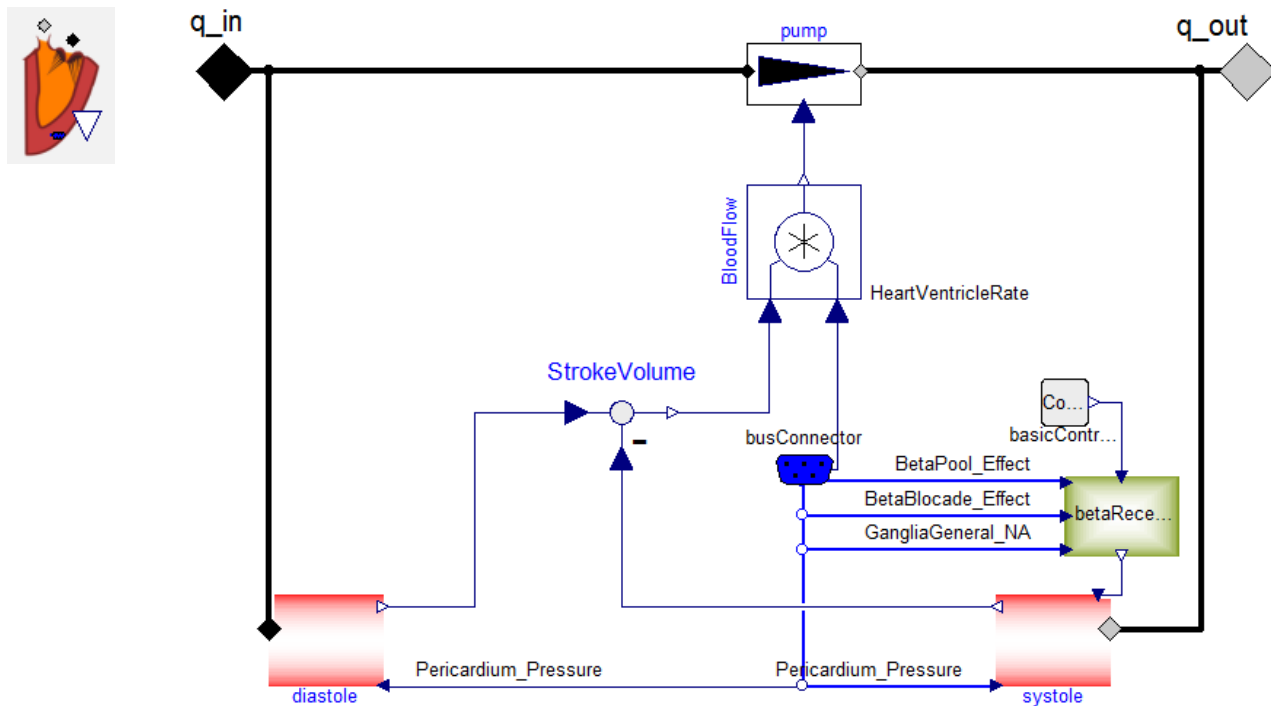 q_in
pump
q_out
BloodFlow
HeartVentricleRate
StrokeVolume
-
Co...
basicContr...
busConnector
BetaPool_Effect
BetaBlocade_Effect
betaRece...
GangliaGeneral_NA
Pericardium_Pressure
Pericardium_Pressure
diastole
systole